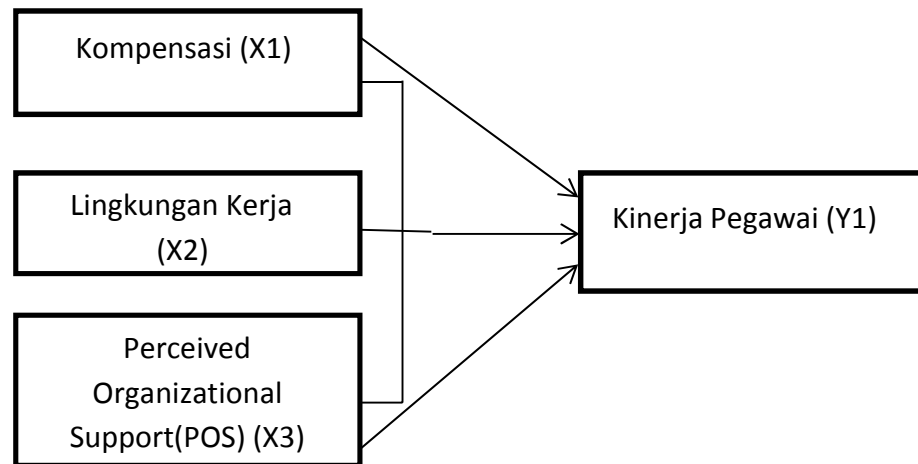 Kompensasi (X1)
Lingkungan Kerja
(X2)
Perceived
Organizational
Support(POS) (X3)
Kinerja Pegawai (Y1)